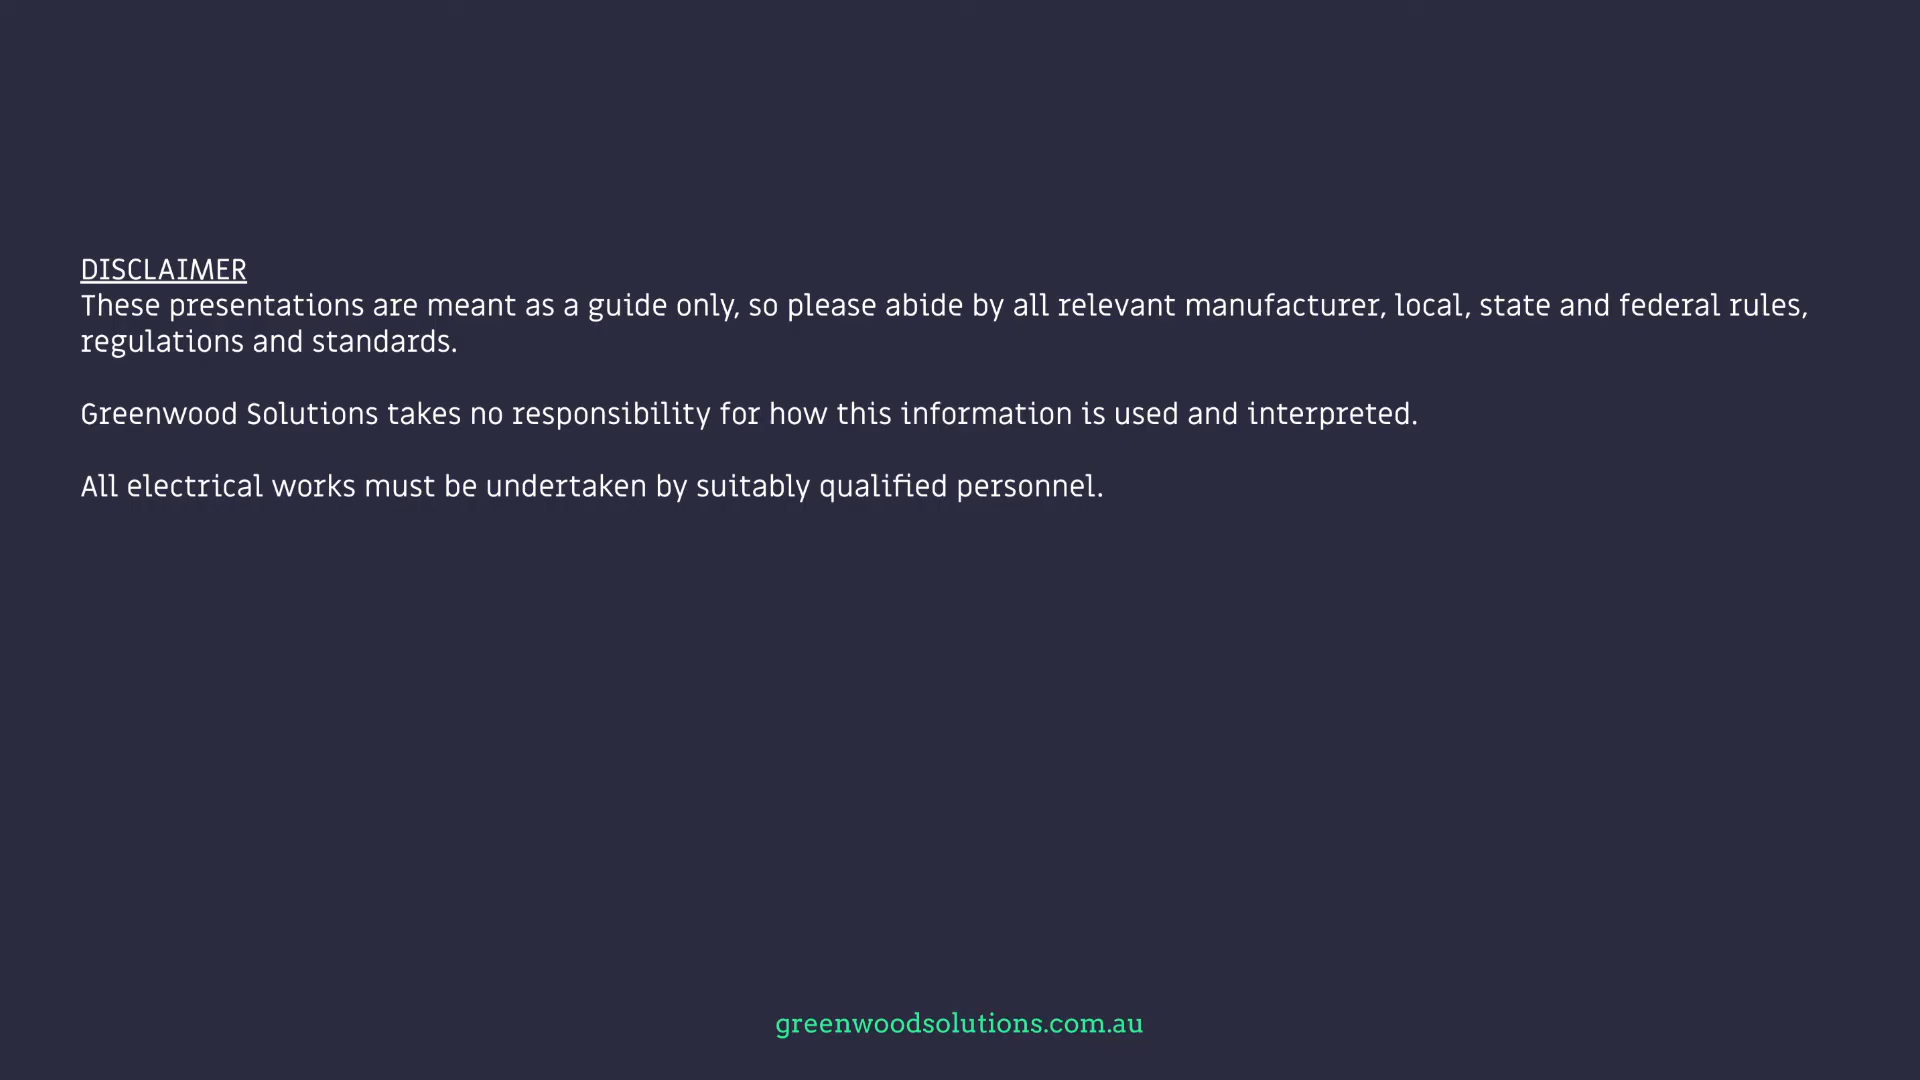 DISCLAIMER
These presentations are meant as a guide only, so please abide by all relevant manufacturer, local, state and federal rules,
regulations and standards.
Greenwood Solutions takes no responsibility for how this information is used and interpreted.
All electrical works must be undertaken by suitably qualified personnel.
greenwoodsolutions.com.au